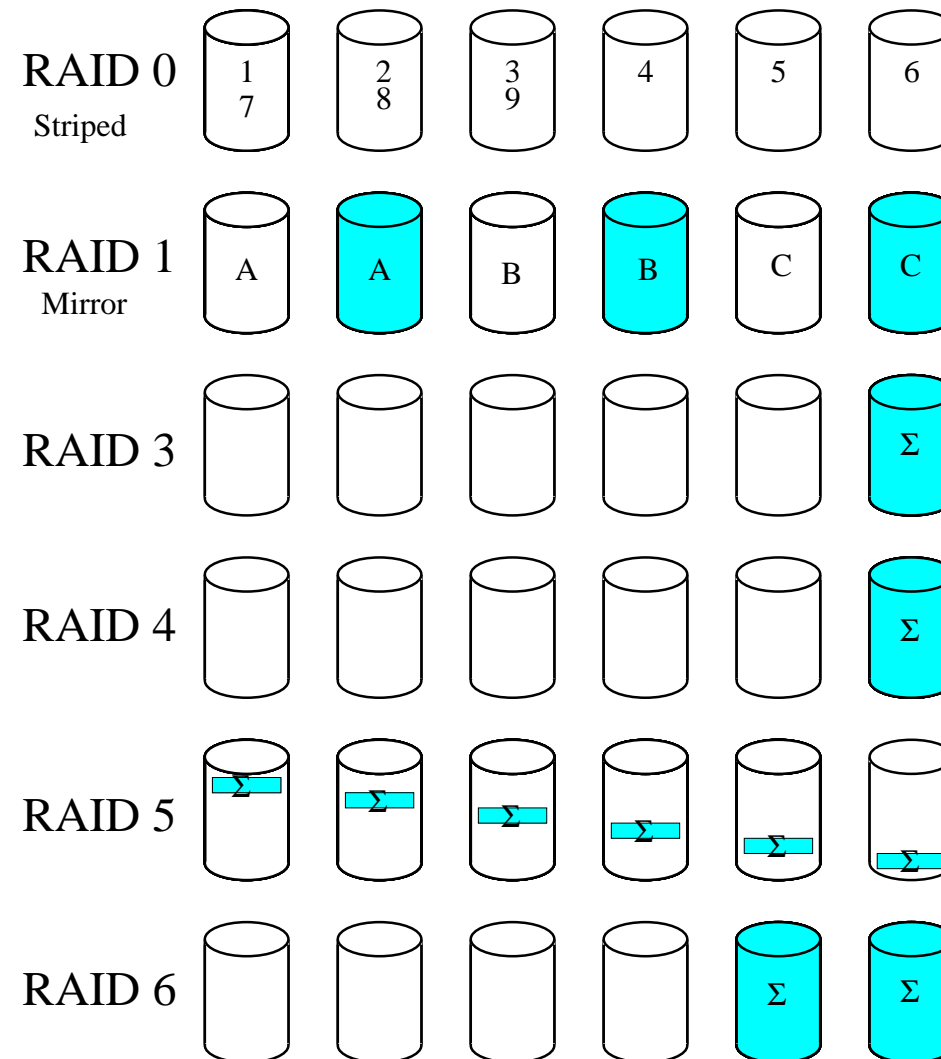 RAID 0 1 2 3 4 5 6
7 8 9
Striped
RAID 1 A A B B C C
Mirror
RAID 3 Σ
RAID 4 Σ
RAID 5 Σ Σ Σ Σ Σ Σ
RAID 6 Σ Σ